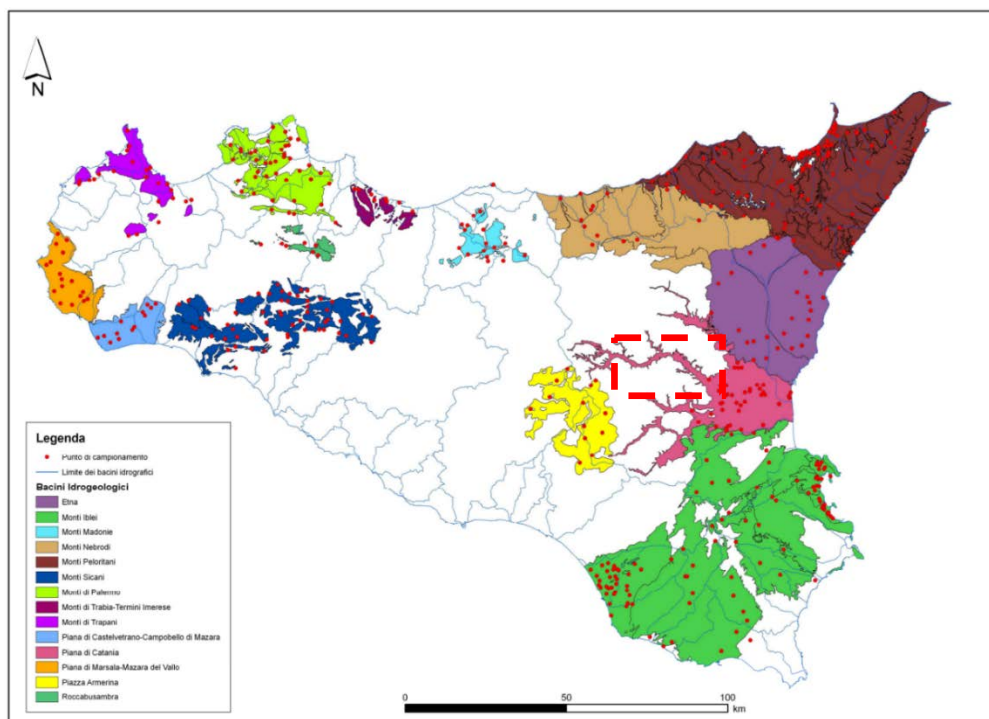 N
Legenda
Punto di campionamento
Limite dei bacini idrografici
Bacini Idrogeologici
Etna
Monti Iblei
Monti Madonie
Monti Nebrodi
Monti Peloritani
Monti Sicani
Monti di Palermo
Monti di Trabia-Termini Imerese
Monti di Trapani
Piana di Castelvetrano-Campobello di Mazara
Piana di Catania
Piana di Marsala-Mazara del Vallo
Piazza Armerina
Roccabusambra
0 50 100
km